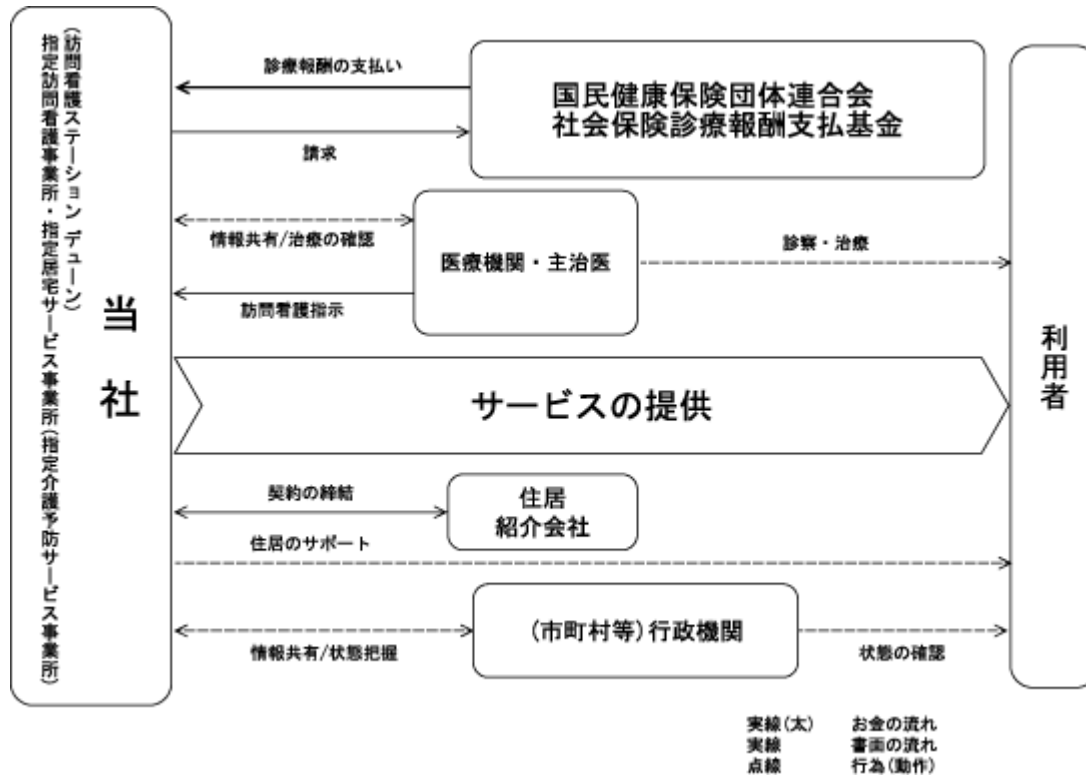 当社
(訪問看護ステーション デューン)
指定訪問看護事業所・指定居宅サービス事業所(指定介護予防サービス事業所)
診療報酬の支払い
請求
国民健康保険団体連合会
社会保険診療報酬支払基金
情報共有/治療の確認
訪問看護指示
医療機関・主治医
診察・治療
利用者
サービスの提供
契約の締結
住居
紹介会社
住居のサポート
情報共有/状態把握
(市町村等)行政機関
状態の確認
実線(太) お金の流れ
実線 書面の流れ
点線 行為(動作)